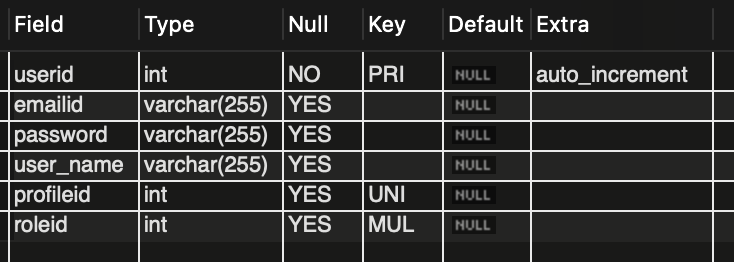 Field Type Null Key Default Extra
userid int NO PRI NULL auto_increment
emailid varchar(255) YES NULL
password varchar(255) YES NULL
user_name varchar(255) YES NULL
profileid int YES UNI NULL
roleid int YES MUL NULL